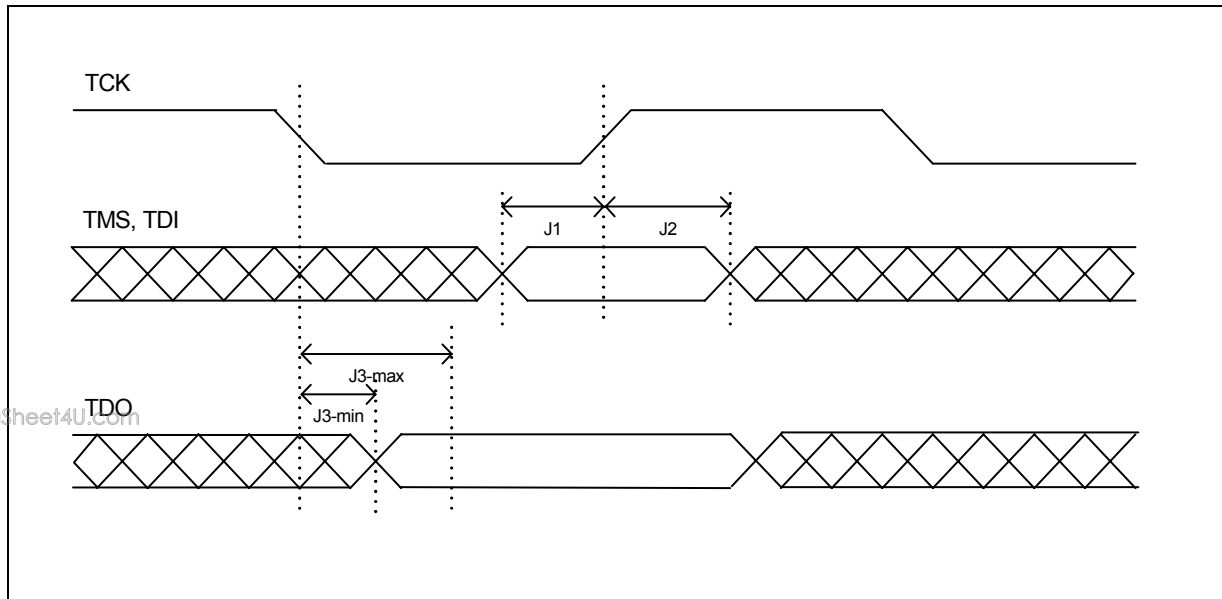 TCK
TMS, TDI
J1
J2
J3-max
J3-min
TDO
Sheet4U.com